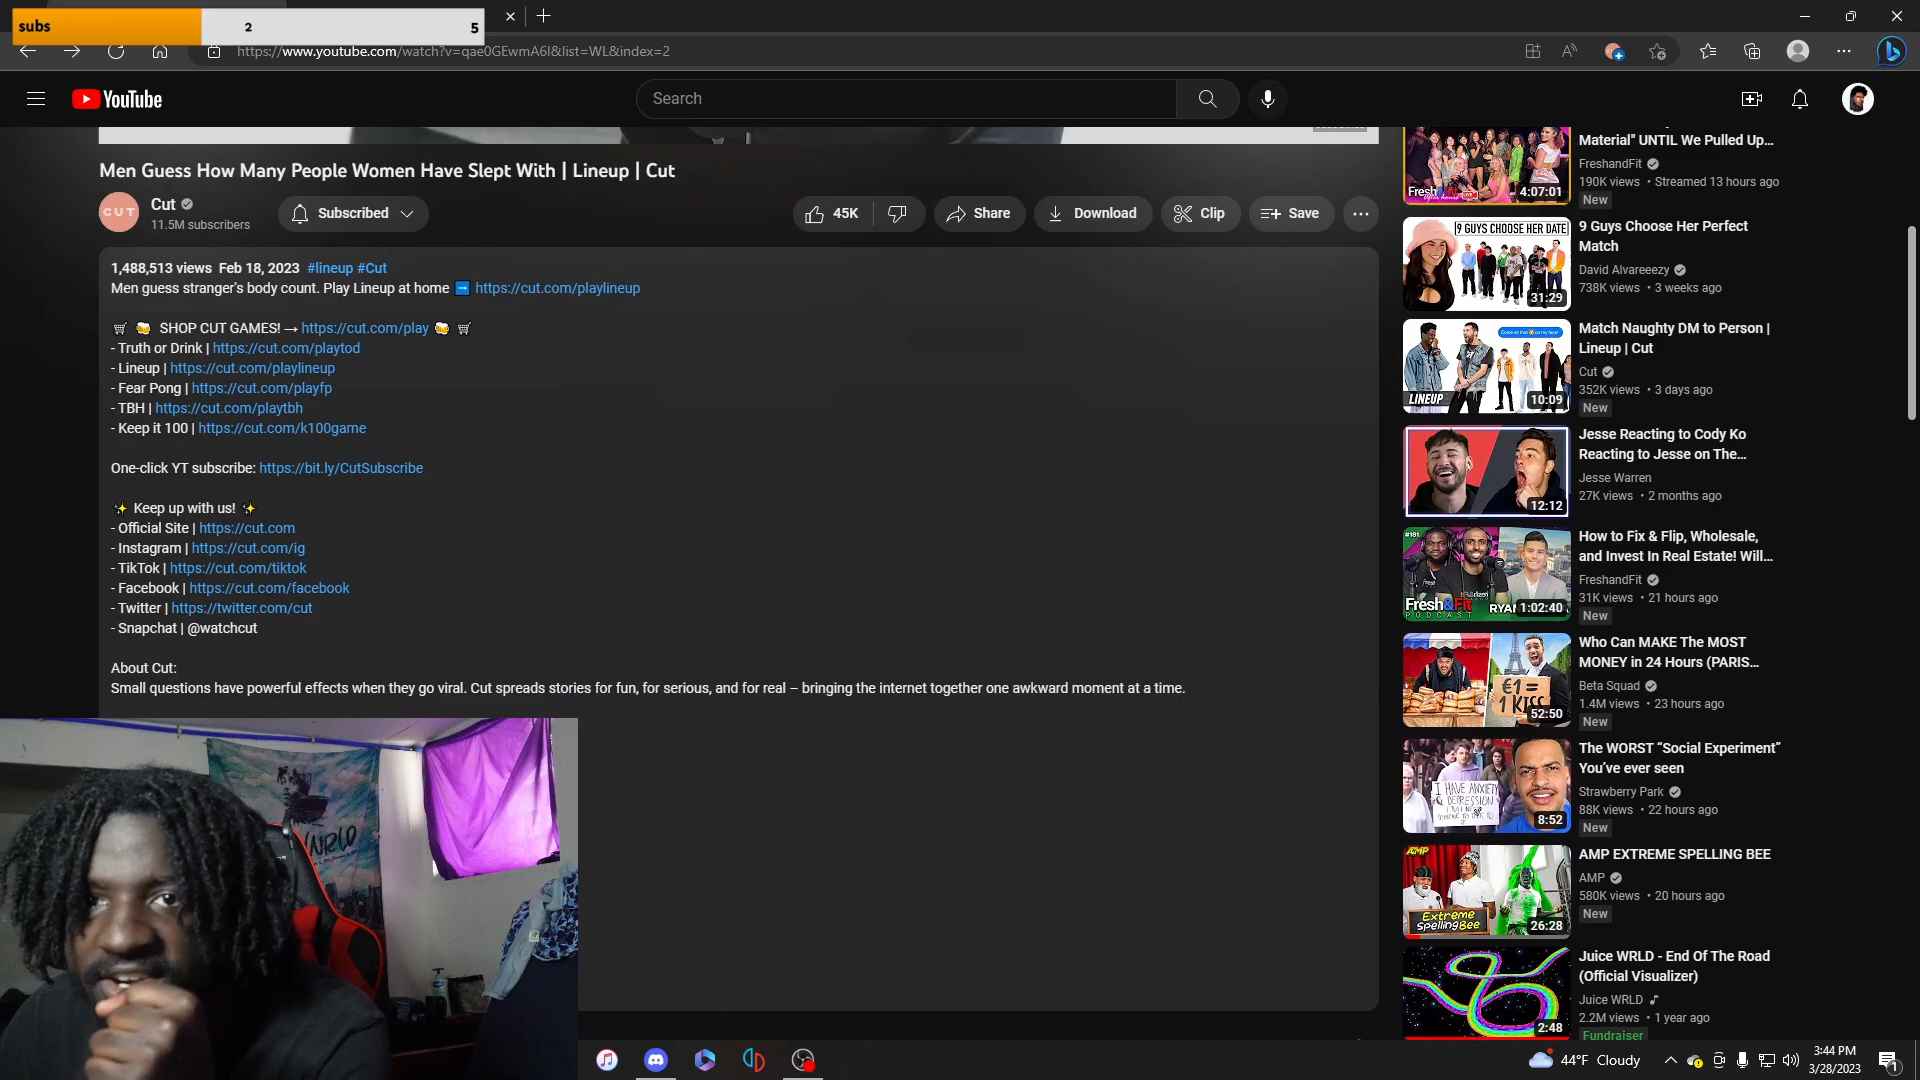 subs 2 5
https://www.youtube.com/watch?v=qae0GEwmA6I&list=WL&index=2
YouTube
Search
Men Guess How Many People Women Have Slept With | Lineup | Cut
CUT
Cut
11.5M subscribers
Subscribed
45K
Share
Download
Clip
Save
1,488,513 views Feb 18, 2023 #lineup #Cut
Men guess stranger's body count. Play Lineup at home ➡ https://cut.com/playlineup
🛒 🍻 SHOP CUT GAMES! → https://cut.com/play 🍻 🛒
- Truth or Drink | https://cut.com/playtod
- Lineup | https://cut.com/playlineup
- Fear Pong | https://cut.com/playfp
- TBH | https://cut.com/playtbh
- Keep it 100 | https://cut.com/k100game
One-click YT subscribe: https://bit.ly/CutSubscribe
✨ Keep up with us! ✨
- Official Site | https://cut.com
- Instagram | https://cut.com/ig
- TikTok | https://cut.com/tiktok
- Facebook | https://cut.com/facebook
- Twitter | https://twitter.com/cut
- Snapchat | @watchcut
About Cut:
Small questions have powerful effects when they go viral. Cut spreads stories for fun, for serious, and for real – bringing the internet together one awkward moment at a time.
WRLD
Fresh&Fit
4:07:01
Material" UNTIL We Pulled Up...
FreshandFit
190K views • Streamed 13 hours ago
New
9 GUYS CHOOSE HER DATE
31:29
9 Guys Choose Her Perfect
Match
David Alvareeezy
738K views • 3 weeks ago
LINEUP
10:09
Match Naughty DM to Person |
Lineup | Cut
Cut
352K views • 3 days ago
New
12:12
Jesse Reacting to Cody Ko
Reacting to Jesse on The...
Jesse Warren
27K views • 2 months ago
#181
Fresh&Fit
PODCAST
RYAN
1:02:40
How to Fix & Flip, Wholesale,
and Invest In Real Estate! Will...
FreshandFit
31K views • 21 hours ago
New
€1=
1 KISS
52:50
Who Can MAKE The MOST
MONEY in 24 Hours (PARIS...
Beta Squad
1.4M views • 23 hours ago
New
I HAVE ANXIETY
& DEPRESSION
8:52
The WORST “Social Experiment”
You’ve ever seen
Strawberry Park
88K views • 22 hours ago
New
AMP
Extreme
Spelling Bee
26:28
AMP EXTREME SPELLING BEE
AMP
580K views • 20 hours ago
New
2:48
Juice WRLD - End Of The Road
(Official Visualizer)
Juice WRLD
2.2M views • 1 year ago
Fundraiser
44°F Cloudy
3:44 PM
3/28/2023
1